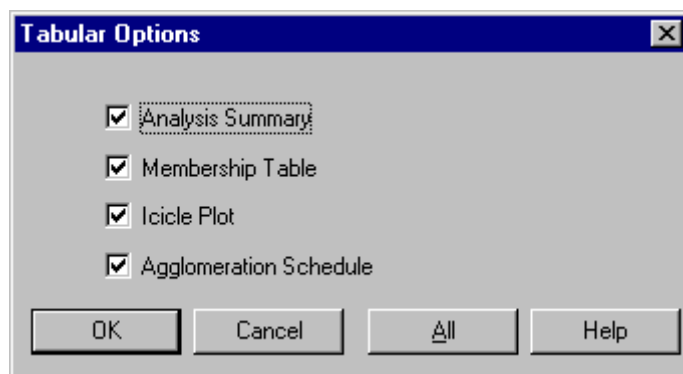 Tabular Options
Analysis Summary
Membership Table
Icicle Plot
Agglomeration Schedule
OK Cancel All Help